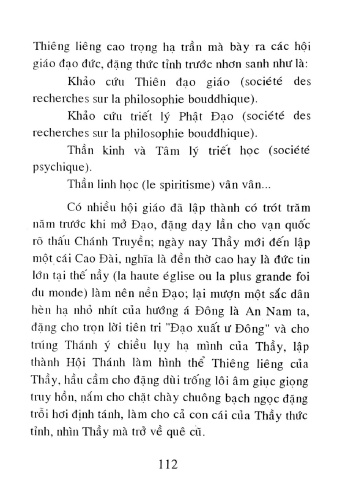 Thiêng liêng cao trọng hạ trần mà bày ra các hội
giáo đạo đức, đặng thức tỉnh trước nhơn sanh như là:
Khảo cứu Thiên đạo giáo (société des
recherches sur la philosophie bouddhique).
Khảo cứu triết lý Phật Đạo (société des
recherches sur la philosophie bouddhique).
Thần kinh và Tâm lý triết học (société
psychique).
Thần linh học (le spiritisme) vân vân...
Có nhiều hội giáo đã lập thành có trót trăm
năm trước khi mở Đạo, đặng dạy lần cho vạn quốc
rõ thấu Chánh Truyền; ngày nay Thầy mới đến lập
một cái Cao Đài, nghĩa là đền thờ cao hay là đức tin
lớn tại thế nầy (la haute église ou la plus grande foi
du monde) làm nên nền Đạo; lại mượn một sắc dân
hèn hạ nhỏ nhít của hướng á Đông là An Nam ta,
đặng cho trọn lời tiên tri "Đạo xuất ư Đông" và cho
trúng Thánh ý chiều lụy hạ mình của Thầy, lập
thành Hội Thánh làm hình thể Thiêng liêng của
Thầy, hầu cầm cho đặng dùi trống lôi âm giục giọng
truy hồn, nấm cho chặt chày chuông bạch ngọc đặng
trổi hơi định tánh, làm cho cả con cái của Thầy thức
tỉnh, nhìn Thầy mà trở về quê cũ.
112